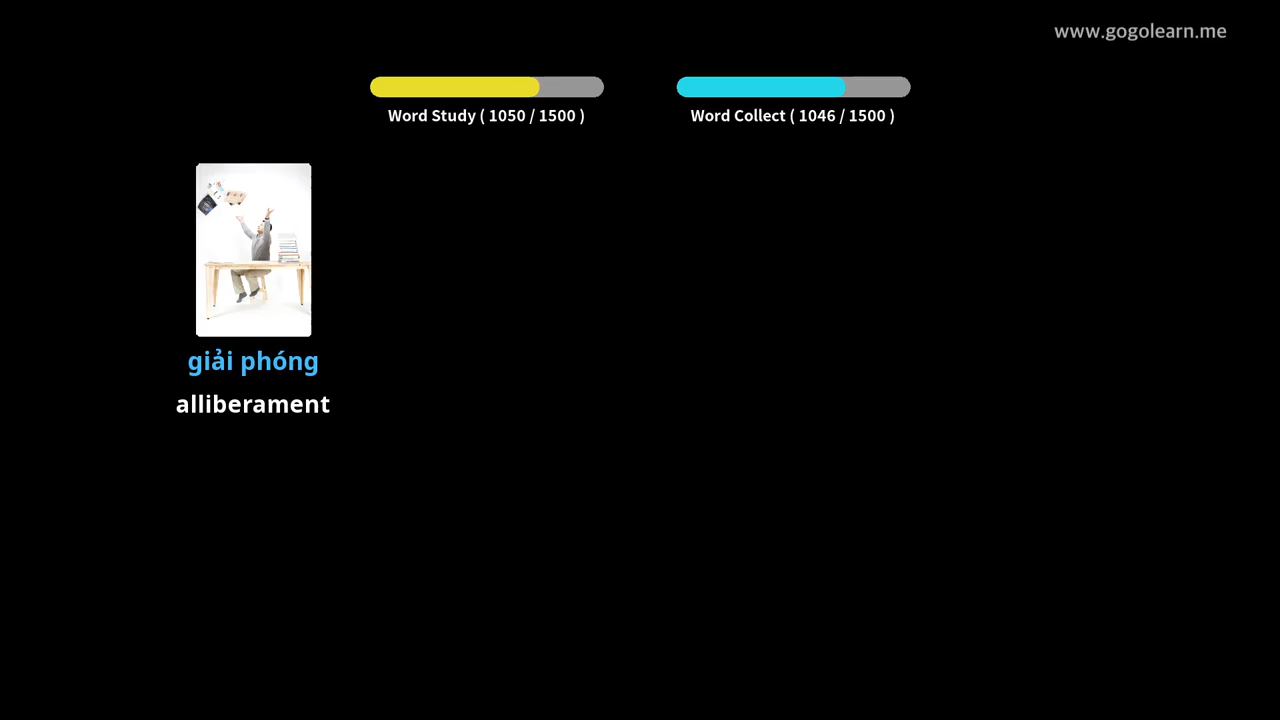 www.gogolearn.me
Word Study ( 1050 / 1500 )
Word Collect ( 1046 / 1500 )
giải phóng
alliberament